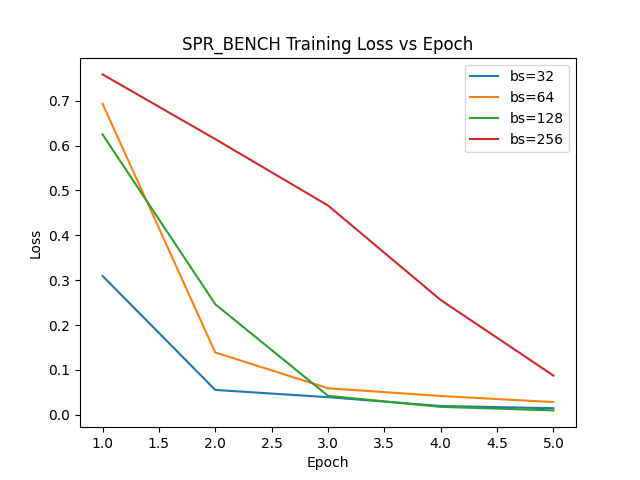 SPR_BENCH Training Loss vs Epoch
bs=32
bs=64
bs=128
bs=256
Loss
0.7
0.6
0.5
0.4
0.3
0.2
0.1
0.0
1.0 1.5 2.0 2.5 3.0 3.5 4.0 4.5 5.0
Epoch